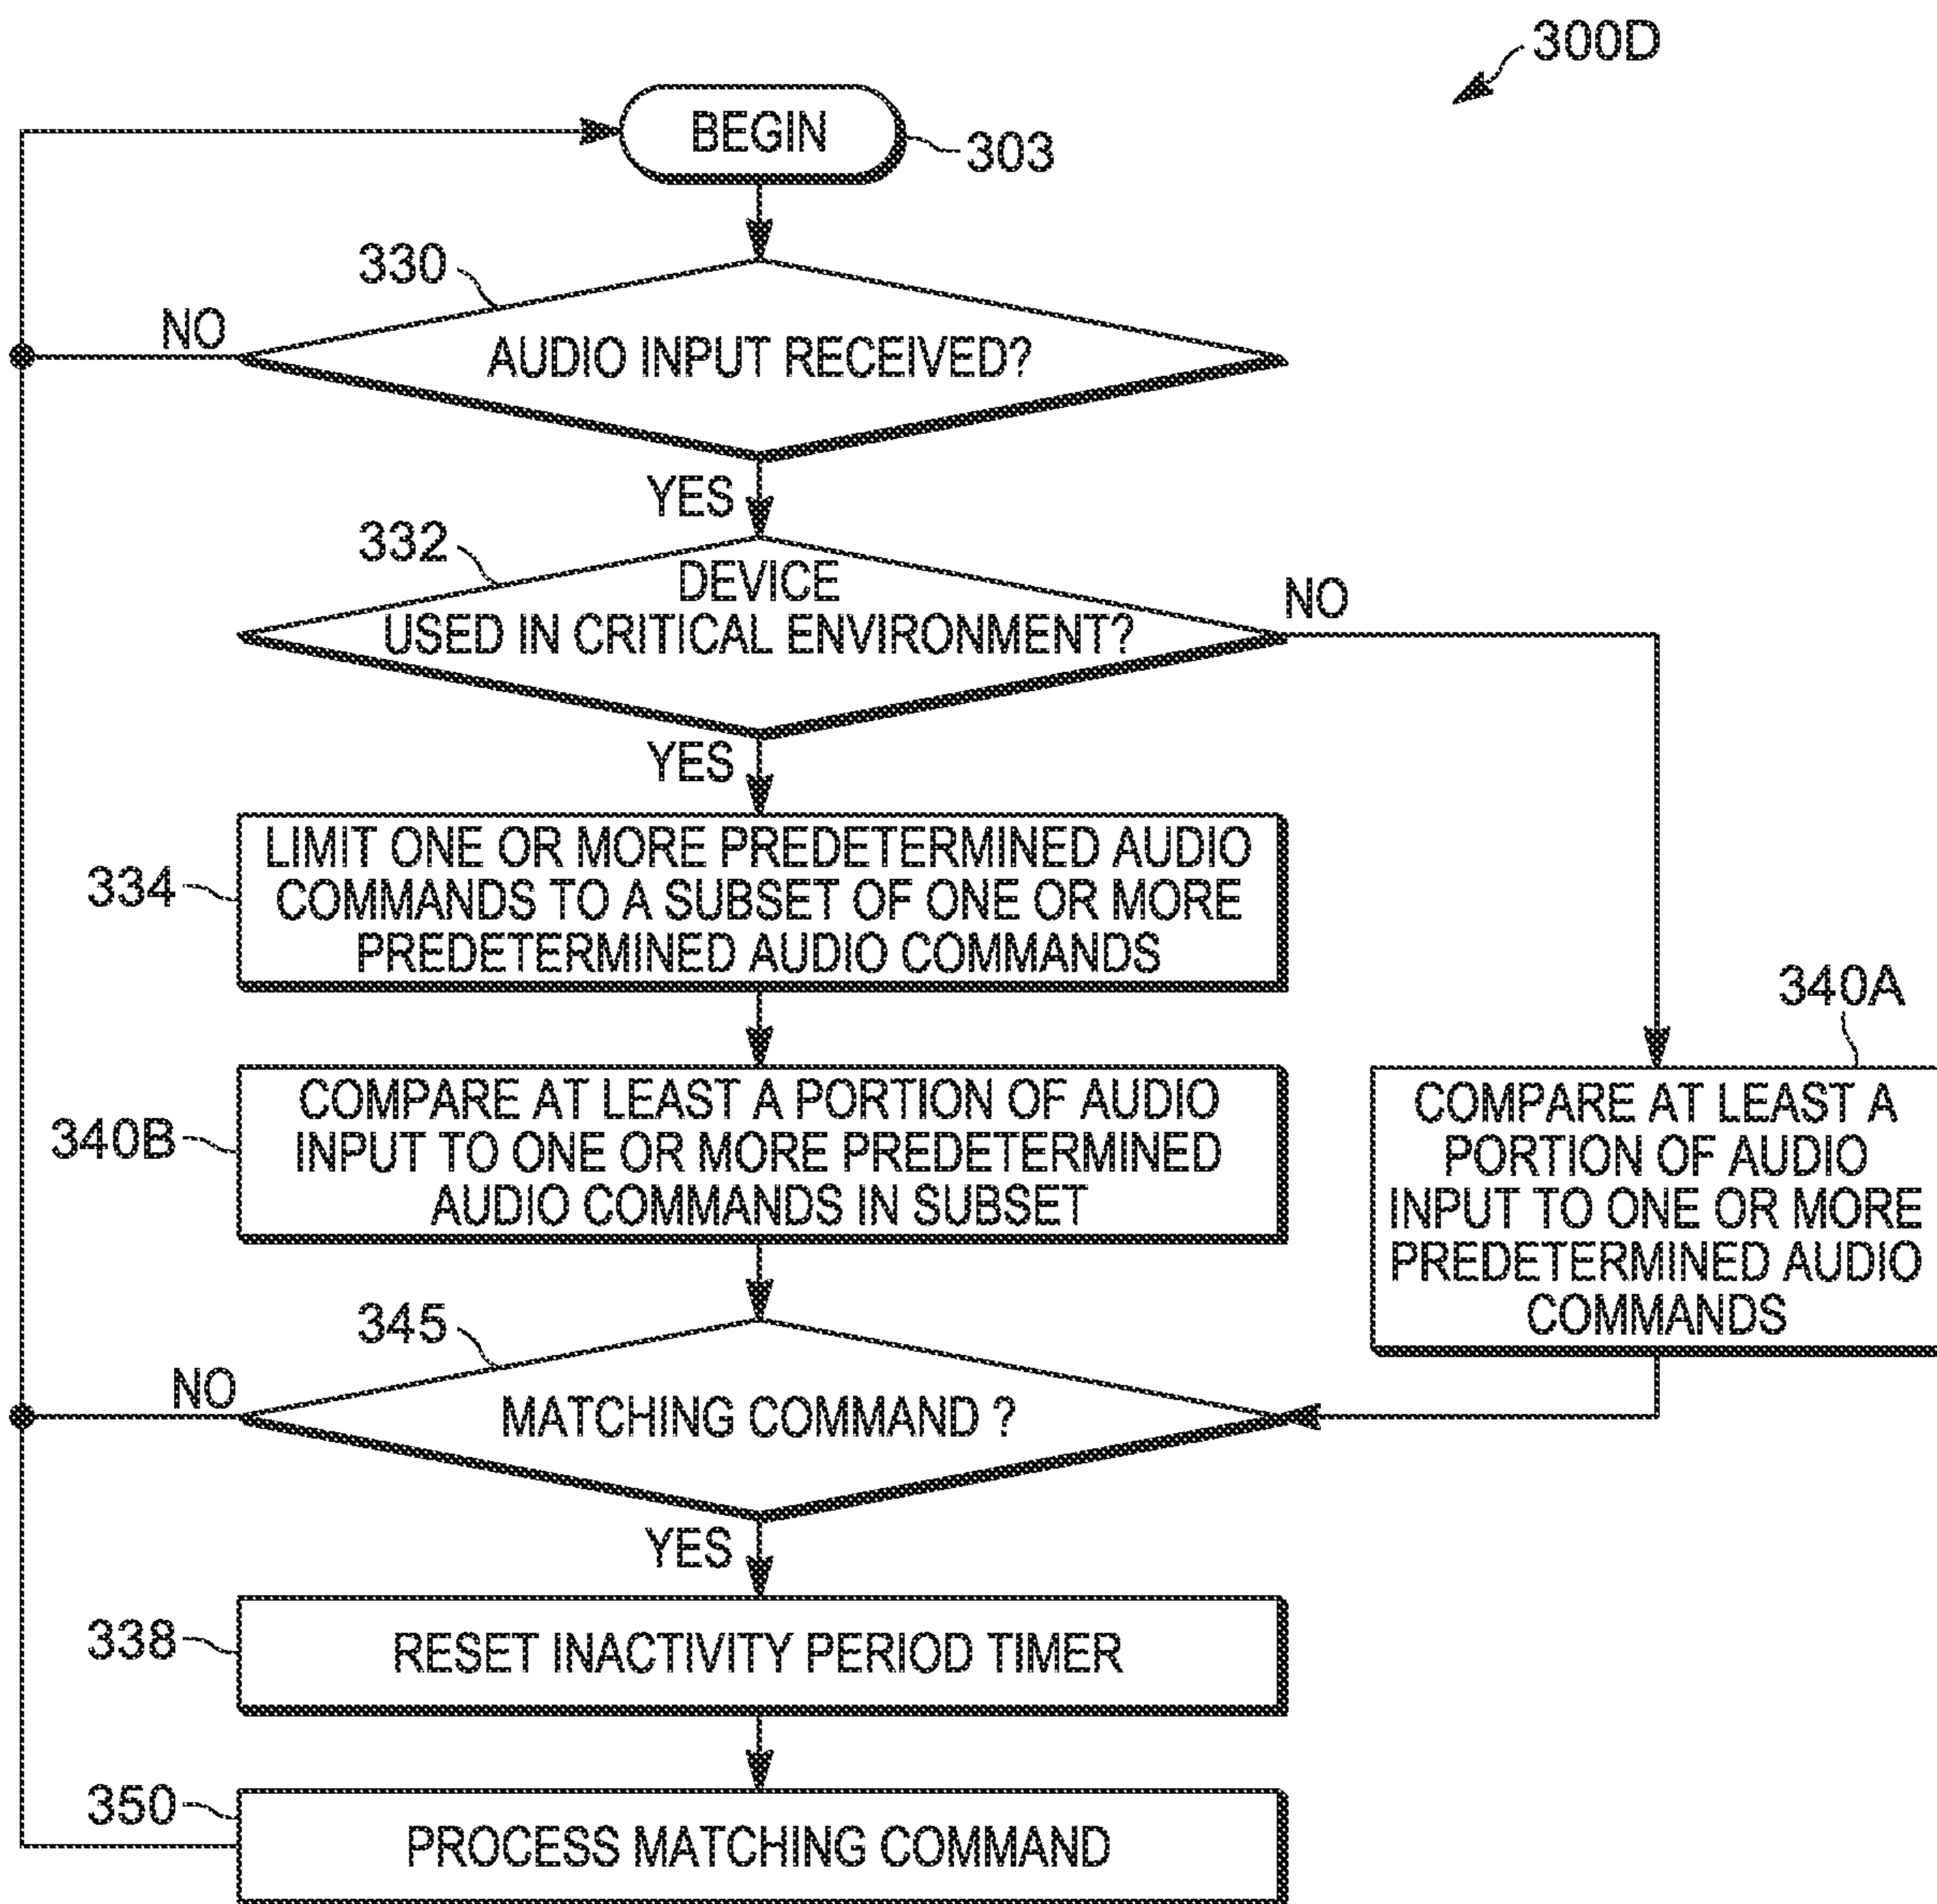 300D
BEGIN
303
330
NO
AUDIO INPUT RECEIVED?
YES
332
DEVICE
USED IN CRITICAL ENVIRONMENT?
NO
YES
334
LIMIT ONE OR MORE PREDETERMINED AUDIO
COMMANDS TO A SUBSET OF ONE OR MORE
PREDETERMINED AUDIO COMMANDS
340A
340B
COMPARE AT LEAST A PORTION OF AUDIO
INPUT TO ONE OR MORE PREDETERMINED
AUDIO COMMANDS IN SUBSET
COMPARE AT LEAST A
PORTION OF AUDIO
INPUT TO ONE OR MORE
PREDETERMINED AUDIO
COMMANDS
345
NO
MATCHING COMMAND ?
YES
338
RESET INACTIVITY PERIOD TIMER
350
PROCESS MATCHING COMMAND